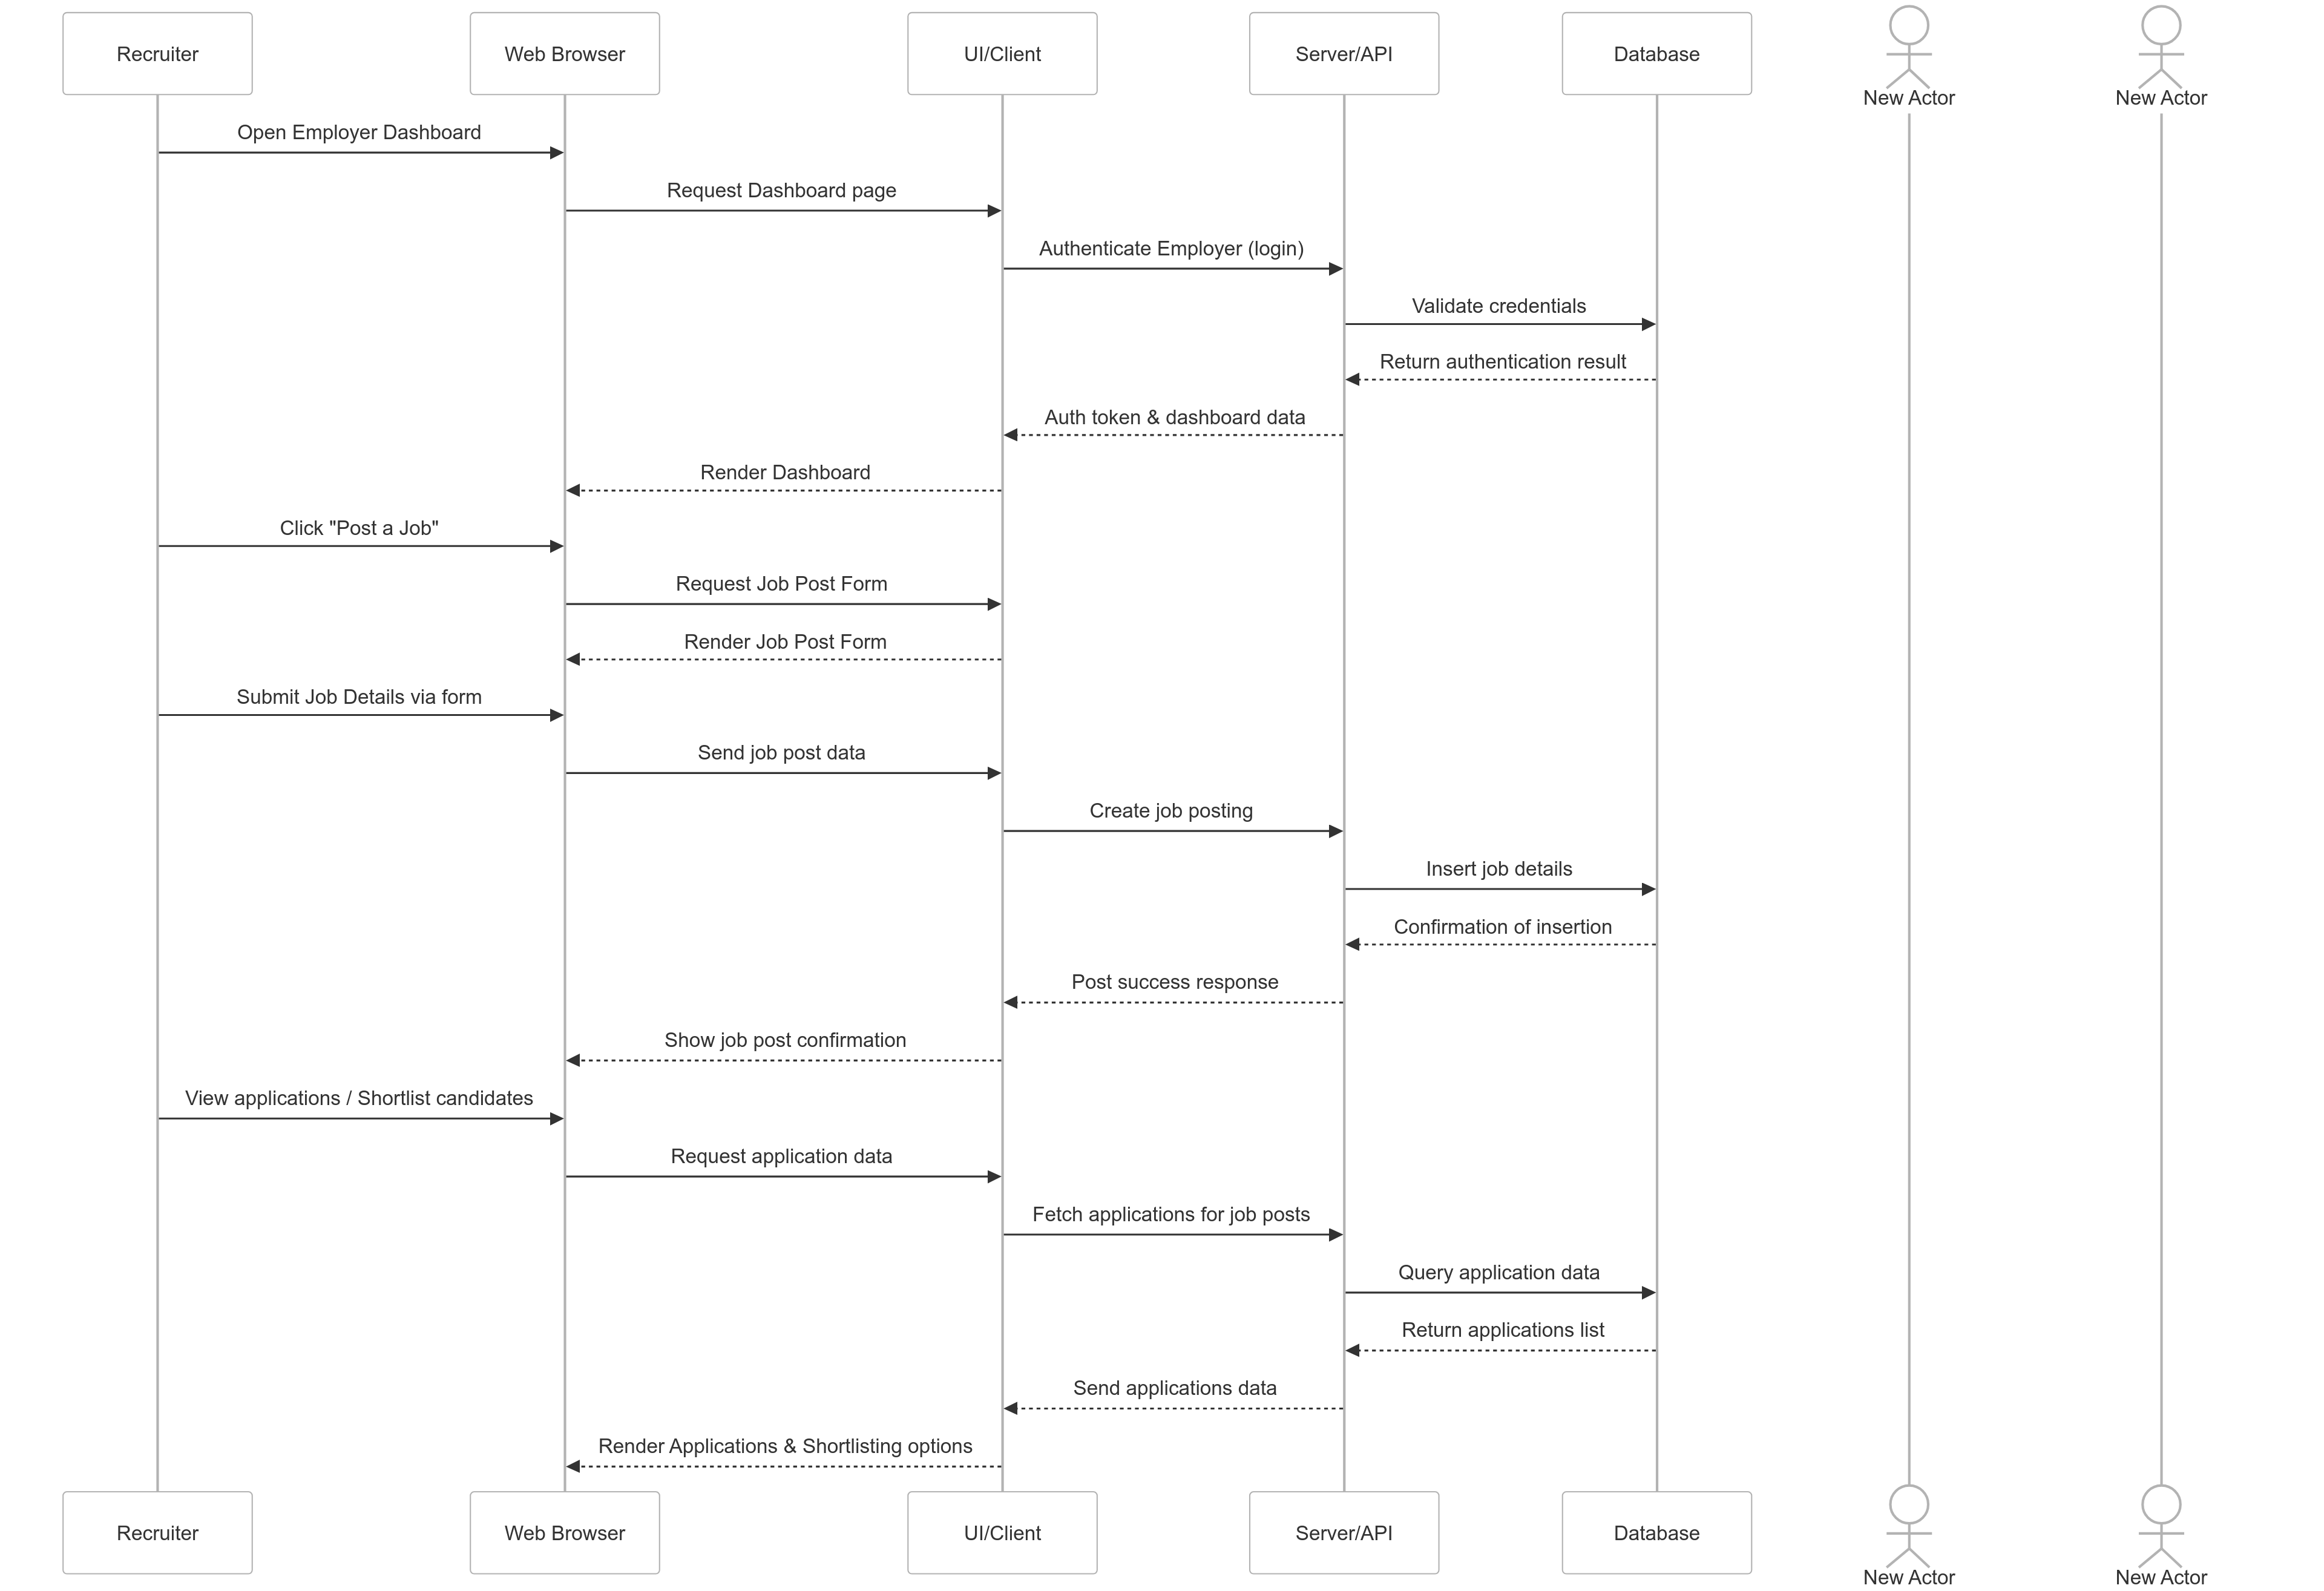 Recruiter
Web Browser
UI/Client
Server/API
Database
New Actor
New Actor
Open Employer Dashboard
Request Dashboard page
Authenticate Employer (login)
Validate credentials
Return authentication result
Auth token & dashboard data
Render Dashboard
Click "Post a Job"
Request Job Post Form
Render Job Post Form
Submit Job Details via form
Send job post data
Create job posting
Insert job details
Confirmation of insertion
Post success response
Show job post confirmation
View applications / Shortlist candidates
Request application data
Fetch applications for job posts
Query application data
Return applications list
Send applications data
Render Applications & Shortlisting options
Recruiter
Web Browser
UI/Client
Server/API
Database
New Actor
New Actor